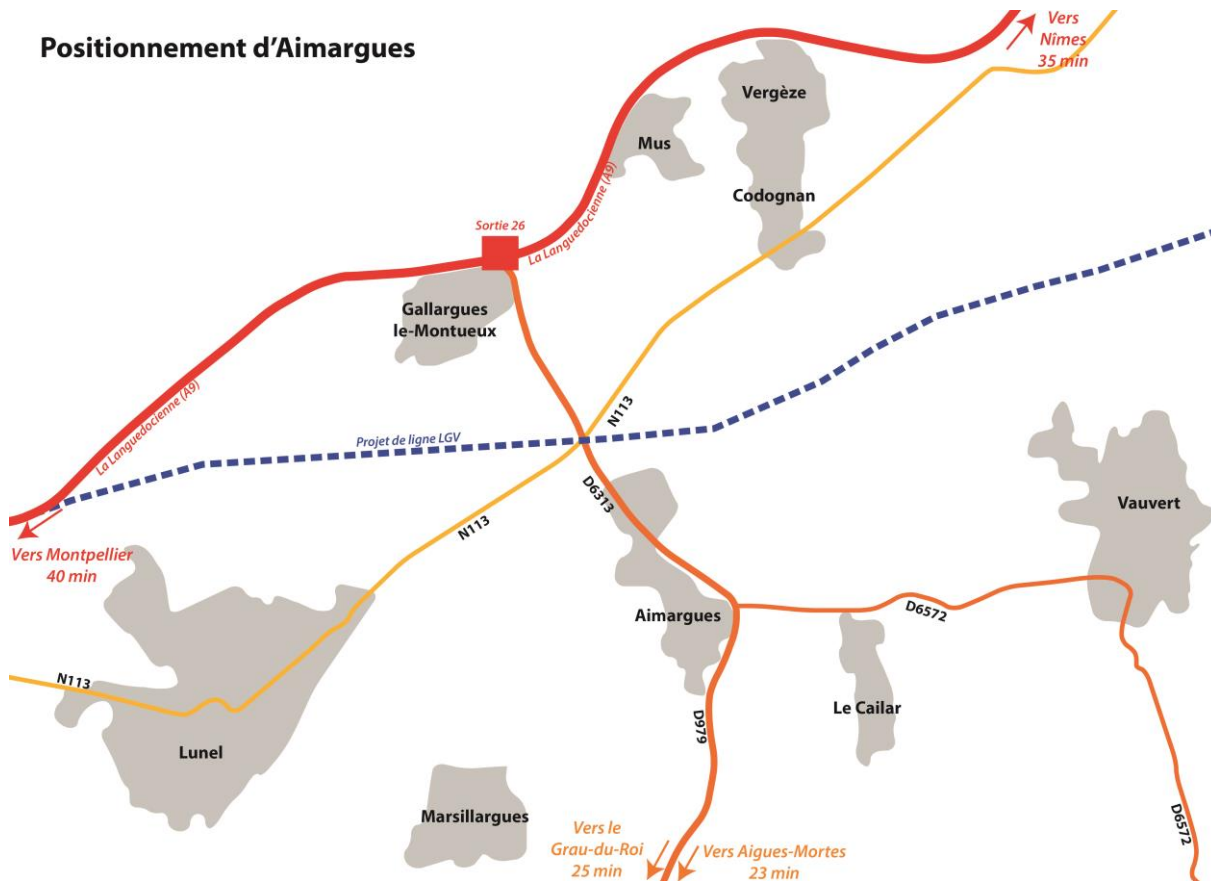 Positionnement d'Aimargues
Vers
Nîmes
35 min
Vergèze
Mus
Codognan
Sortie 26
La Languedocienne (A9)
Gallargues
le-Montueux
La Languedocienne (A9)
N113
Projet de ligne LGV
D6313
N113
Vauvert
Vers Montpellier
40 min
Aimargues
D6572
N113
Le Cailar
D979
Lunel
Marsillargues
Vers le
Grau-du-Roi
25 min
Vers Aigues-Mortes
23 min
D6572